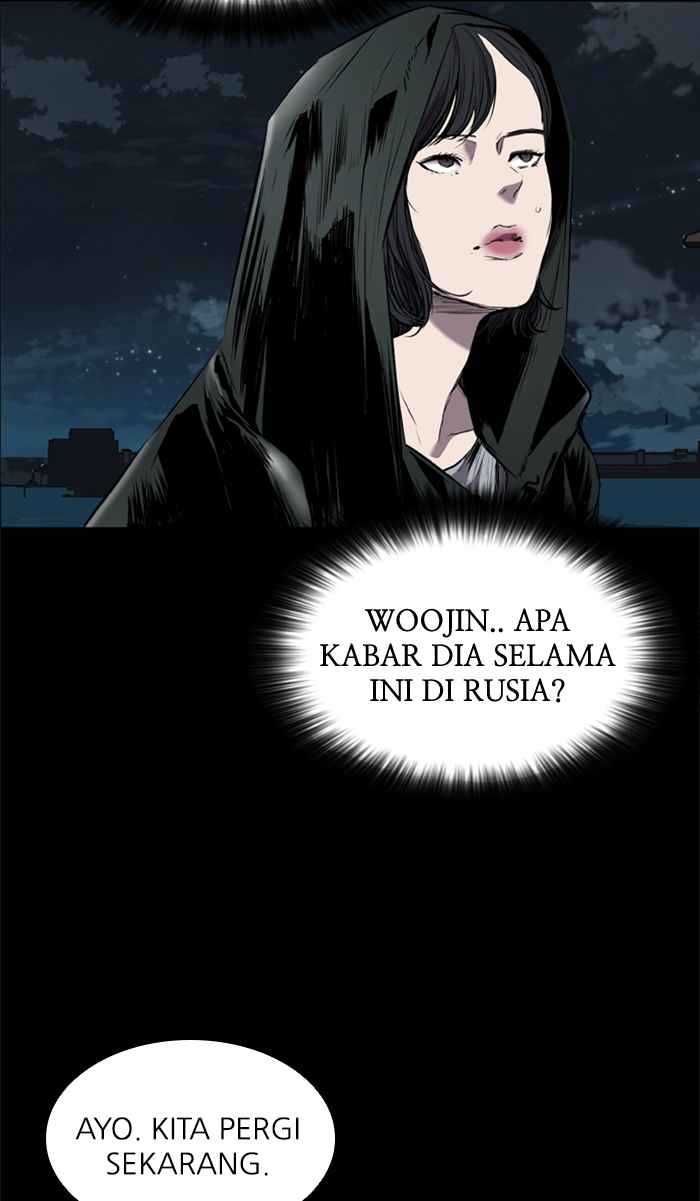 WOOJIN.. APA
KABAR DIA SELAMA
INI DI RUSIA?
AYO. KITA PERGI
SEKARANG.